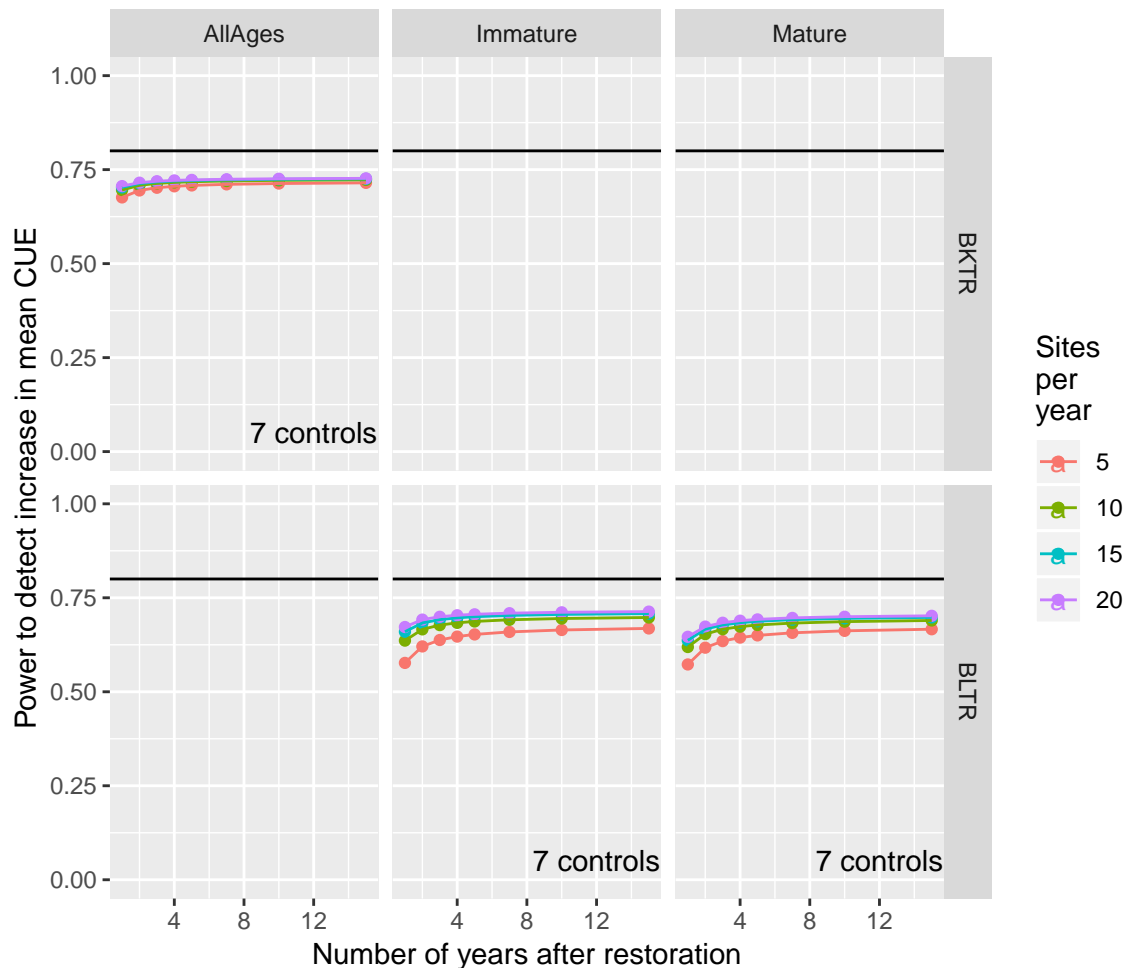 AllAges
Immature
Mature
Power to detect increase in mean CUE
1.00
0.75
0.50
0.25
0.00
7 controls
BKTR
1.00
0.75
0.50
0.25
0.00
7 controls
7 controls
BLTR
4
8
12
4
8
12
4
8
12
Number of years after restoration
Sites
per
year
a
5
a
10
a
15
a
20